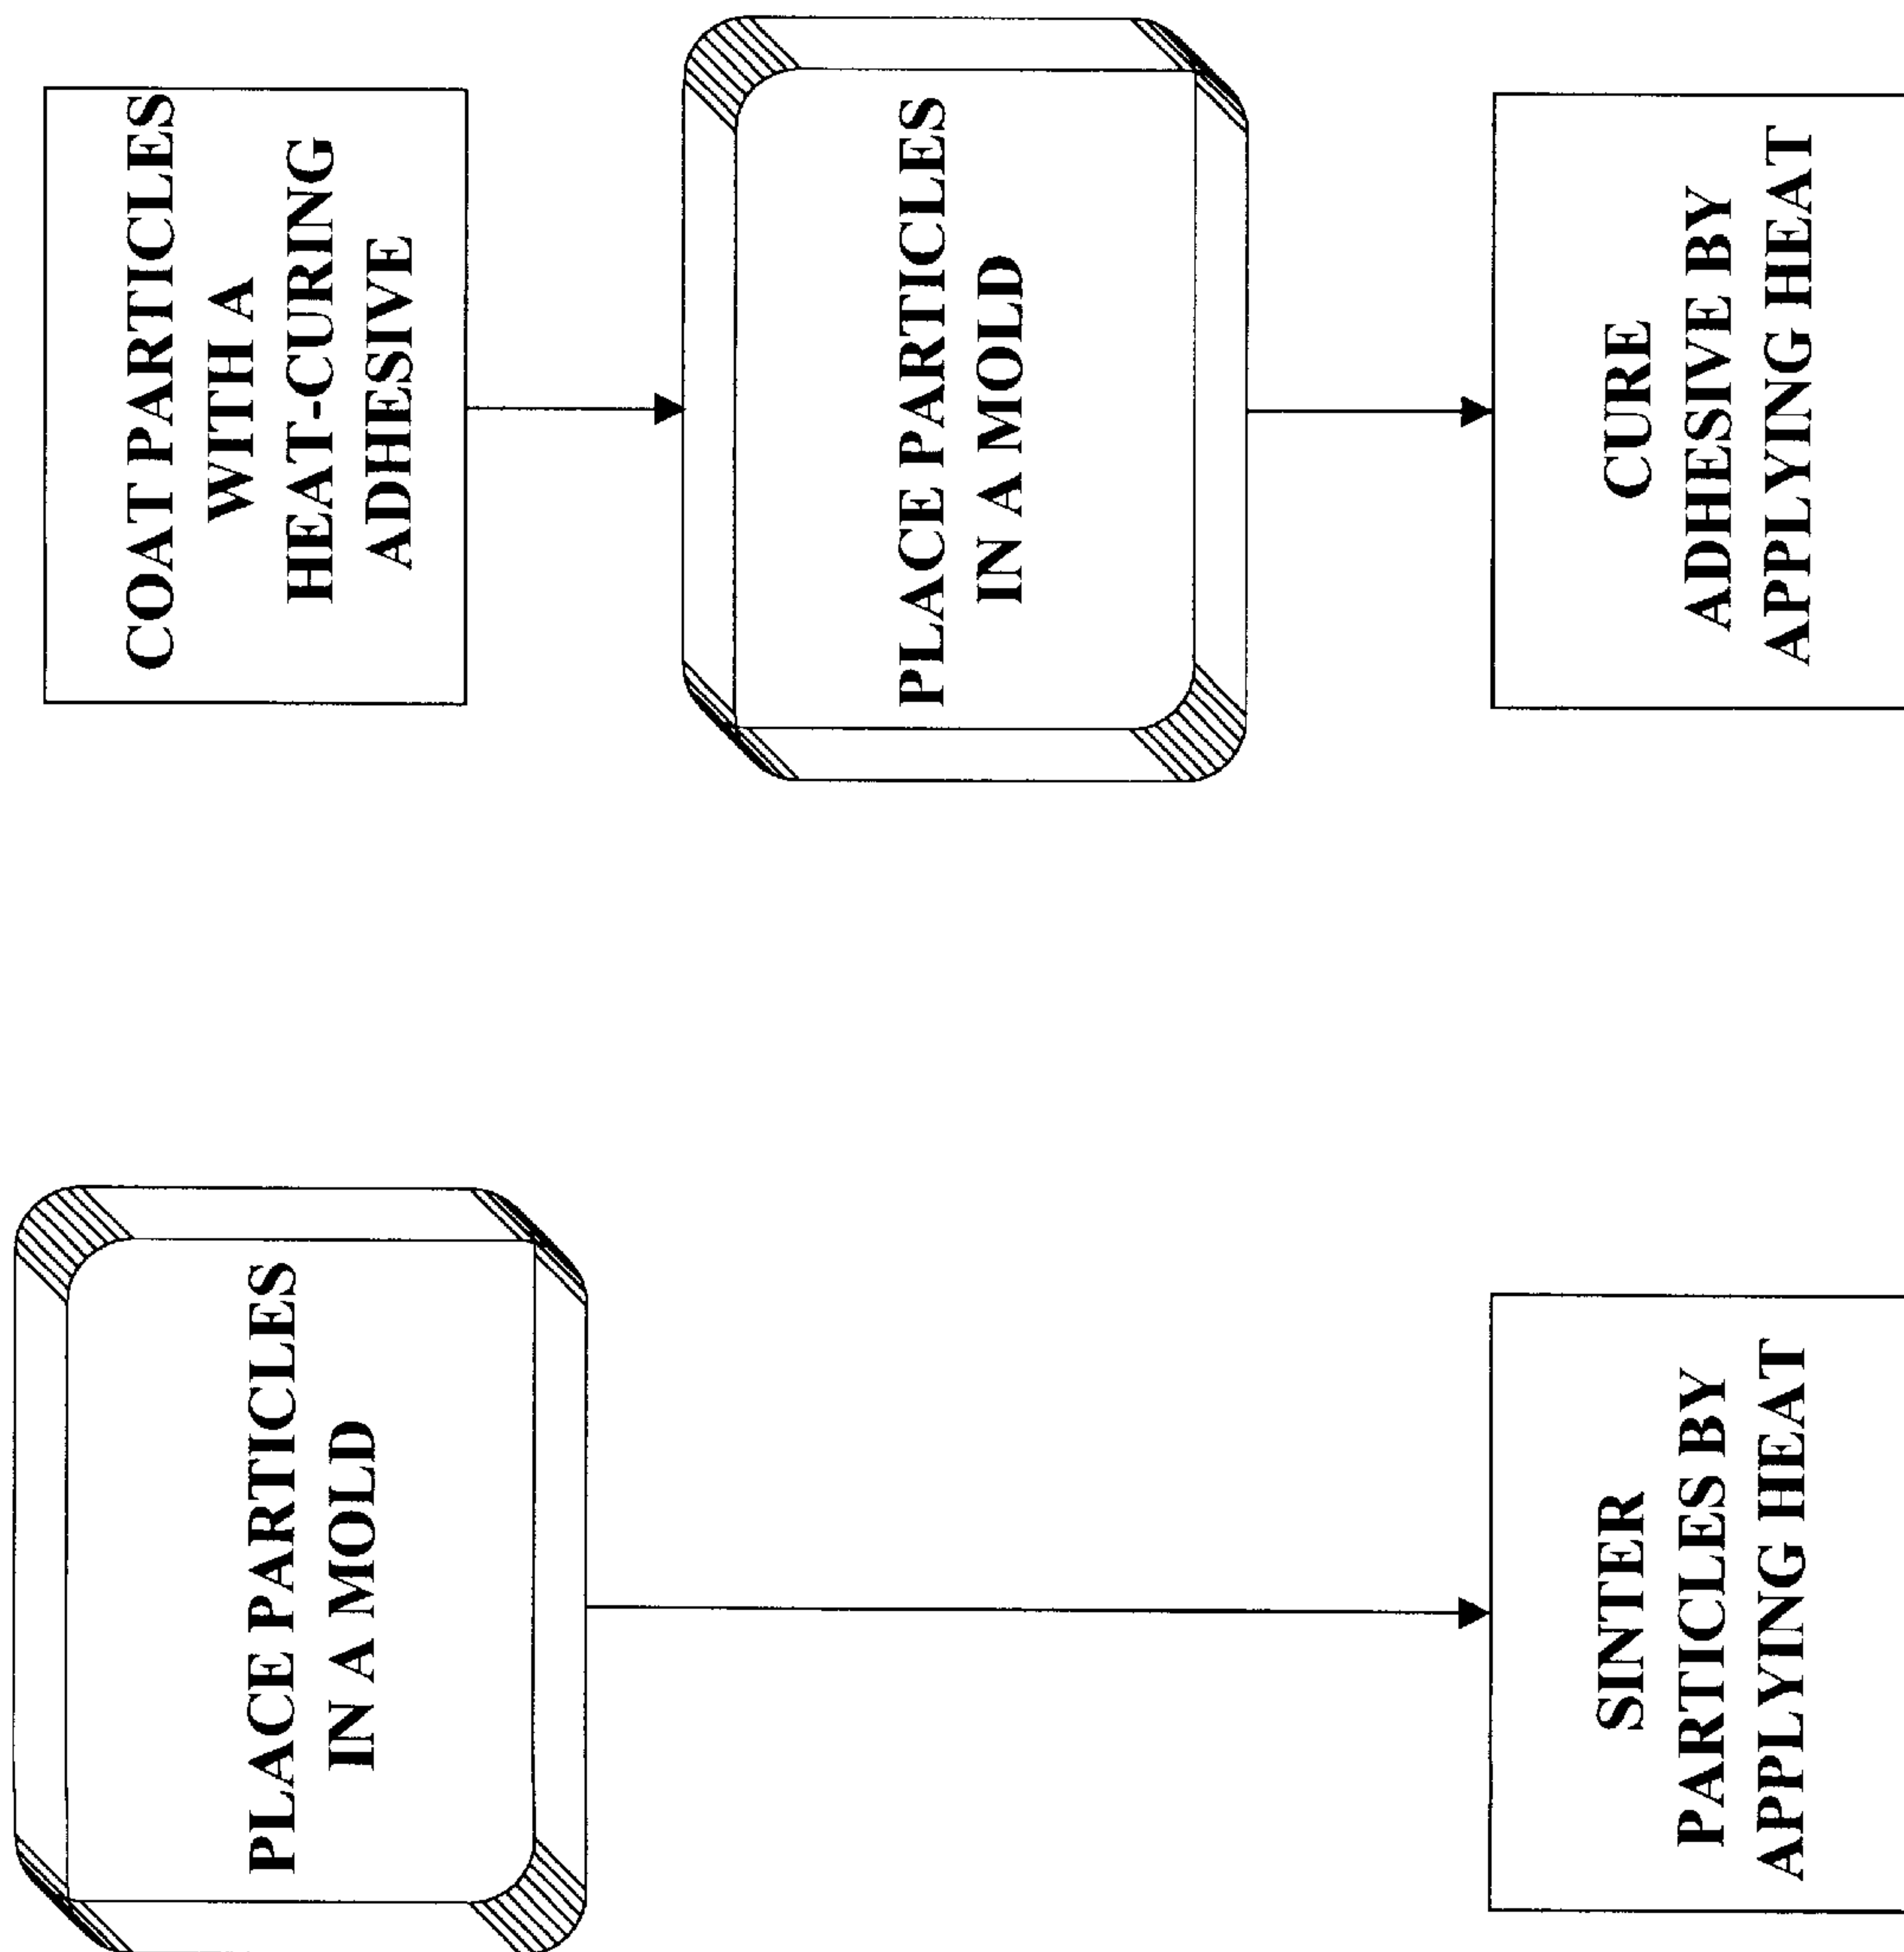 PLACE PARTICLES
IN A MOLD
SINTER
PARTICLES BY
APPLYING HEAT
COAT PARTICLES
WITH A
HEAT-CURING
ADHESIVE
PLACE PARTICLES
IN A MOLD
CURE
ADHESIVE BY
APPLYING HEAT